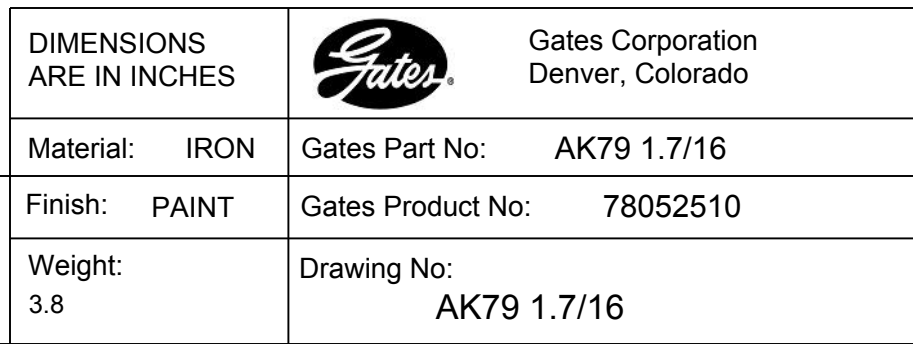 DIMENSIONS
ARE IN INCHES
Gates®
Gates Corporation
Denver, Colorado
Material: IRON
Gates Part No: AK79 1.7/16
Finish: PAINT
Gates Product No: 78052510
Weight:
3.8
Drawing No:
AK79 1.7/16